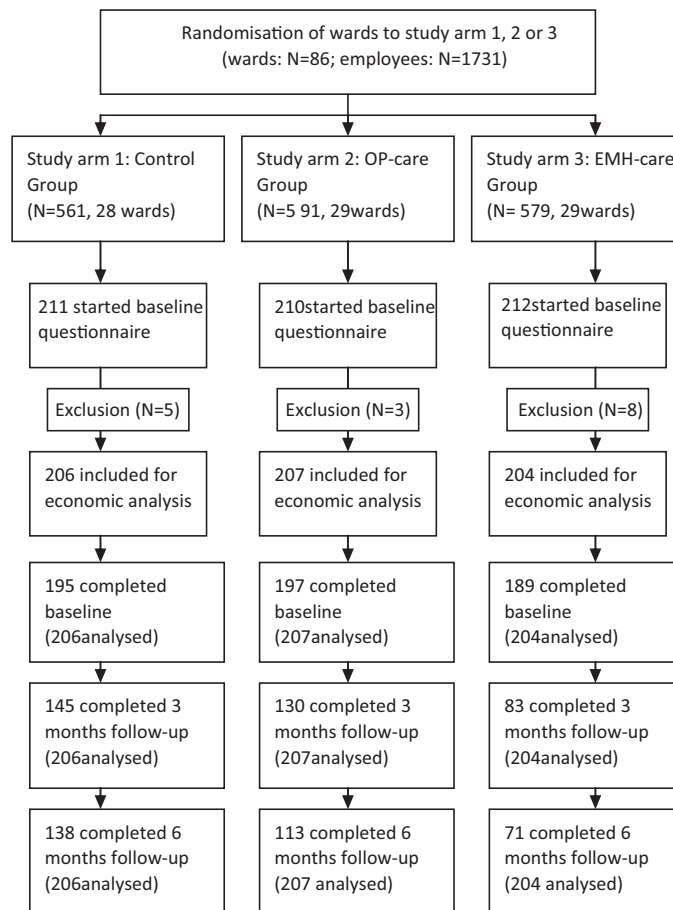 Randomisation of wards to study arm 1, 2 or 3
(wards: N=86; employees: N=1731)
Study arm 1: Control
Group
(N=561, 28 wards)
Study arm 2: OP-care
Group
(N=5 91, 29wards)
Study arm 3: EMH-care
Group
(N= 579, 29wards)
211 started baseline
questionnaire
210started baseline
questionnaire
212started baseline
questionnaire
Exclusion (N=5)
Exclusion (N=3)
Exclusion (N=8)
206 included for
economic analysis
207 included for
economic analysis
204 included for
economic analysis
195 completed
baseline
(206analysed)
197 completed
baseline
(207analysed)
189 completed
baseline
(204analysed)
145 completed 3
months follow-up
(206analysed)
130 completed 3
months follow-up
(207analysed)
83 completed 3
months follow-up
(204analysed)
138 completed 6
months follow-up
(206analysed)
113 completed 6
months follow-up
(207 analysed)
71 completed 6
months follow-up
(204 analysed)